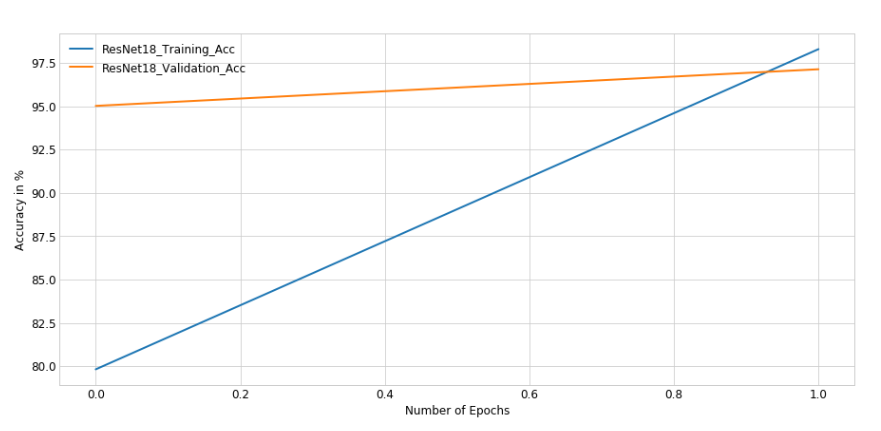 ResNet18_Training_Acc
ResNet18_Validation_Acc
97.5
95.0
92.5
90.0
87.5
85.0
82.5
80.0
Accuracy in %
0.0 0.2 0.4 0.6 0.8 1.0
Number of Epochs